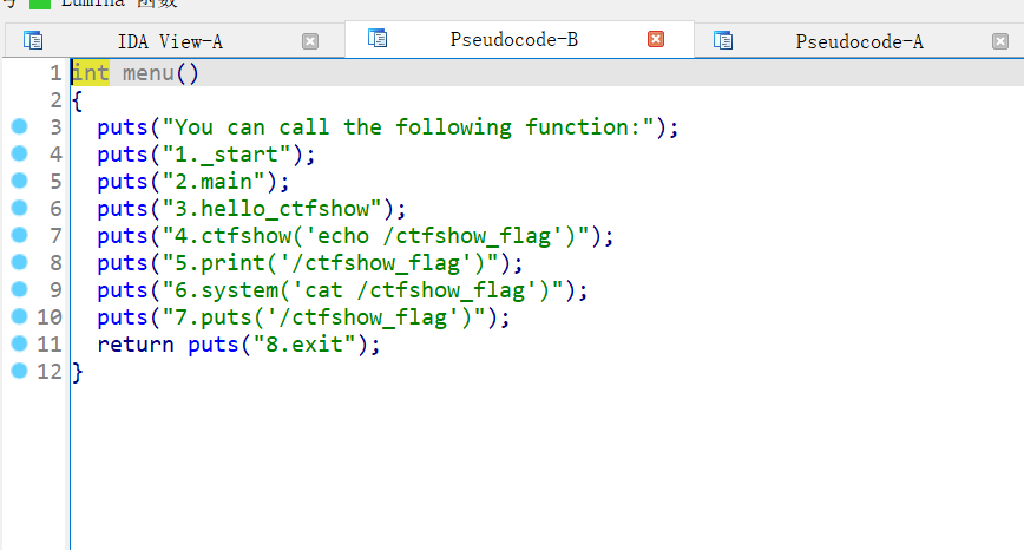 Lumina 函数
IDA View-A Pseudocode-B Pseudocode-A
1 int menu()
2 {
3 puts("You can call the following function:");
4 puts("1._start");
5 puts("2.main");
6 puts("3.hello_ctfshow");
7 puts("4.ctfshow('echo /ctfshow_flag')");
8 puts("5.print('/ctfshow_flag')");
9 puts("6.system('cat /ctfshow_flag')");
10 puts("7.puts('/ctfshow_flag')");
11 return puts("8.exit");
12 }